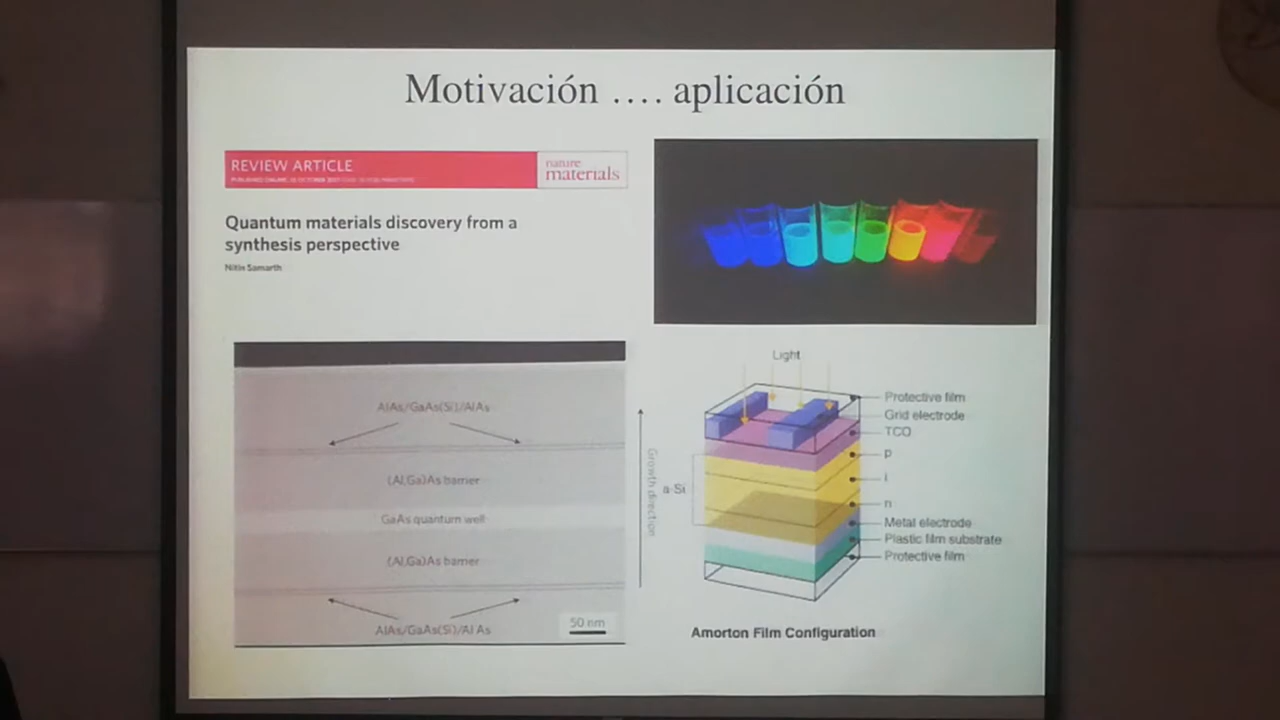 Motivación .... aplicación
REVIEW ARTICLE
nature
materials
Quantum materials discovery from a
synthesis perspective
Nitin Samarth
AlAs/GaAs(Si)/AlAs
(Al,Ga)As barrier
GaAs quantum well
(Al,Ga)As barrier
AlAs/GaAs(Si)/Al As
50 nm
Growth direction
Light
Protective film
Grid electrode
TCO
p
i
a-Si
n
Metal electrode
Plastic film substrate
Protective film
Amorton Film Configuration